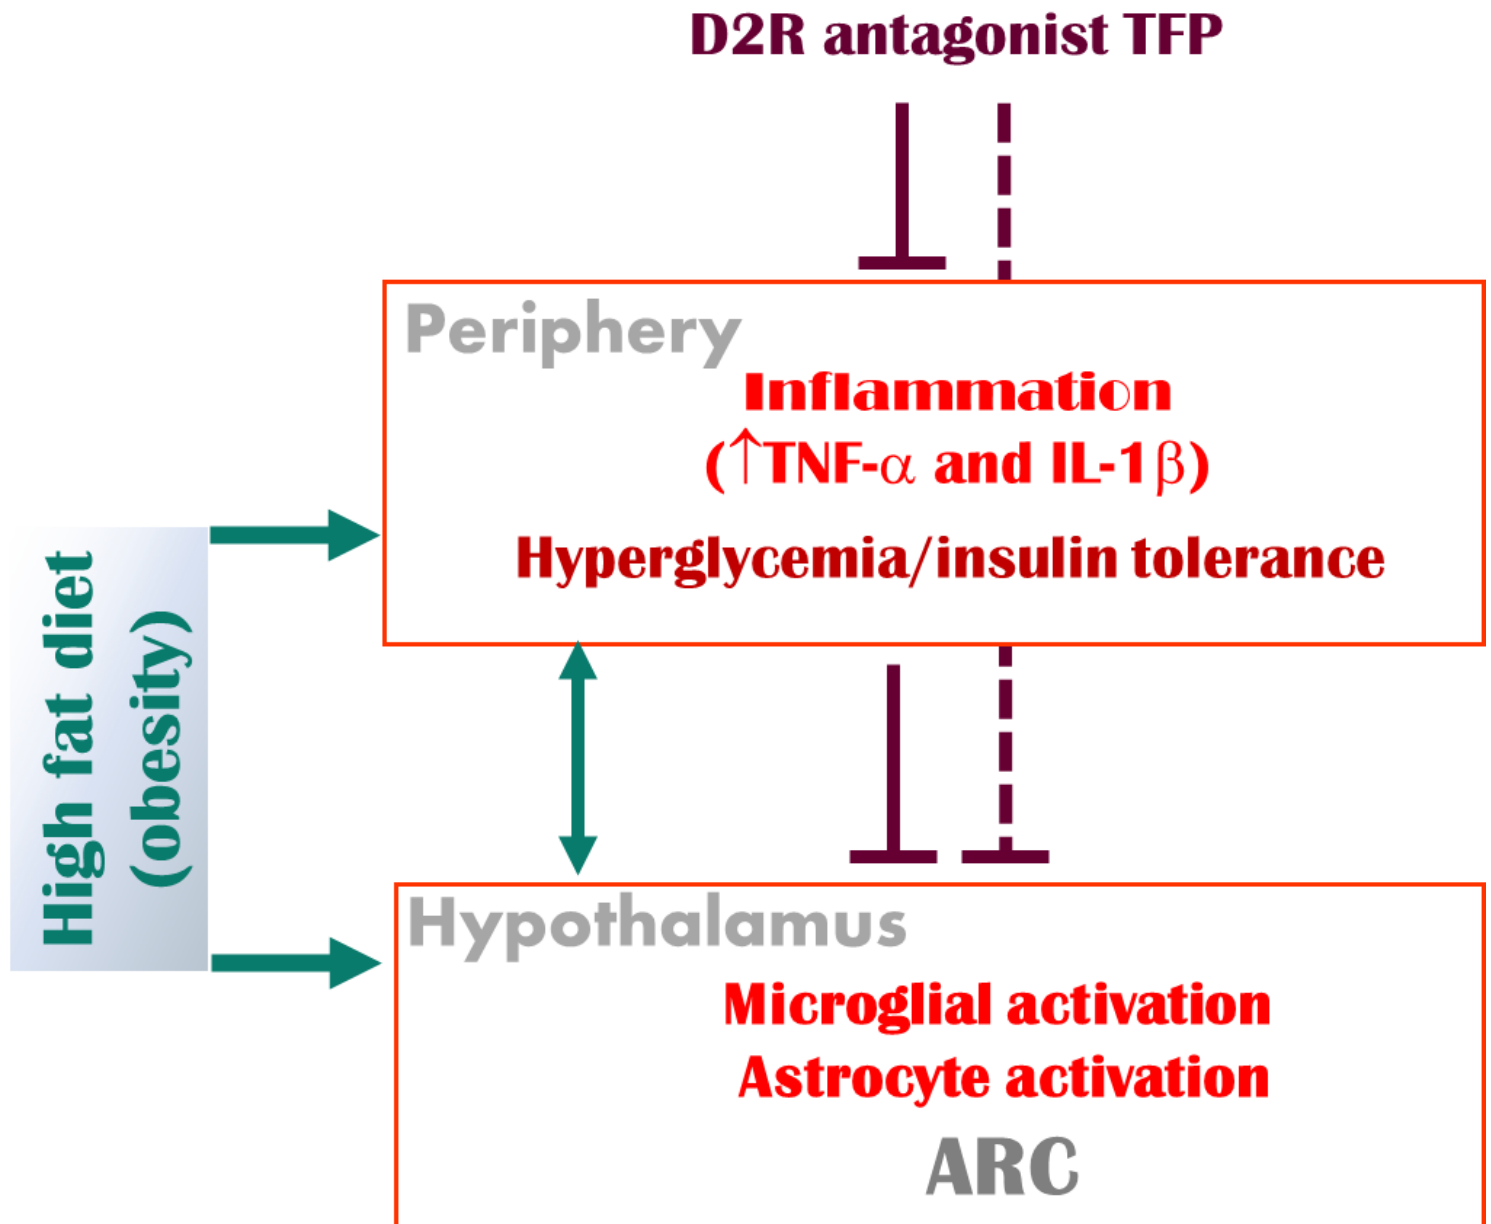 D2R antagonist TFP
Periphery
Inflammation
(↑TNF-α and IL-1β)
Hyperglycemia/insulin tolerance
High fat diet
(obesity)
Hypothalamus
Microglial activation
Astrocyte activation
ARC